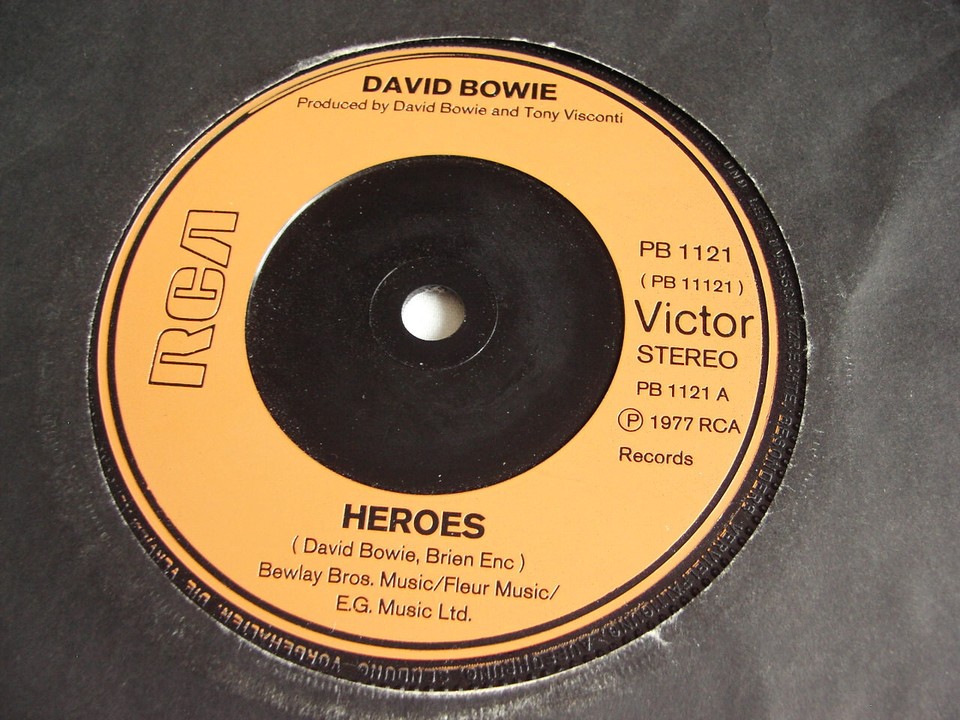 DAVID BOWIE
Produced by David Bowie and Tony Visconti
RCA
PB 1121
( PB 11121 )
Victor
STEREO
PB 1121 A
Ⓟ 1977 RCA
Records
HEROES
( David Bowie, Brien Enc )
Bewlay Bros. Music/Fleur Music/
E.G. Music Ltd.